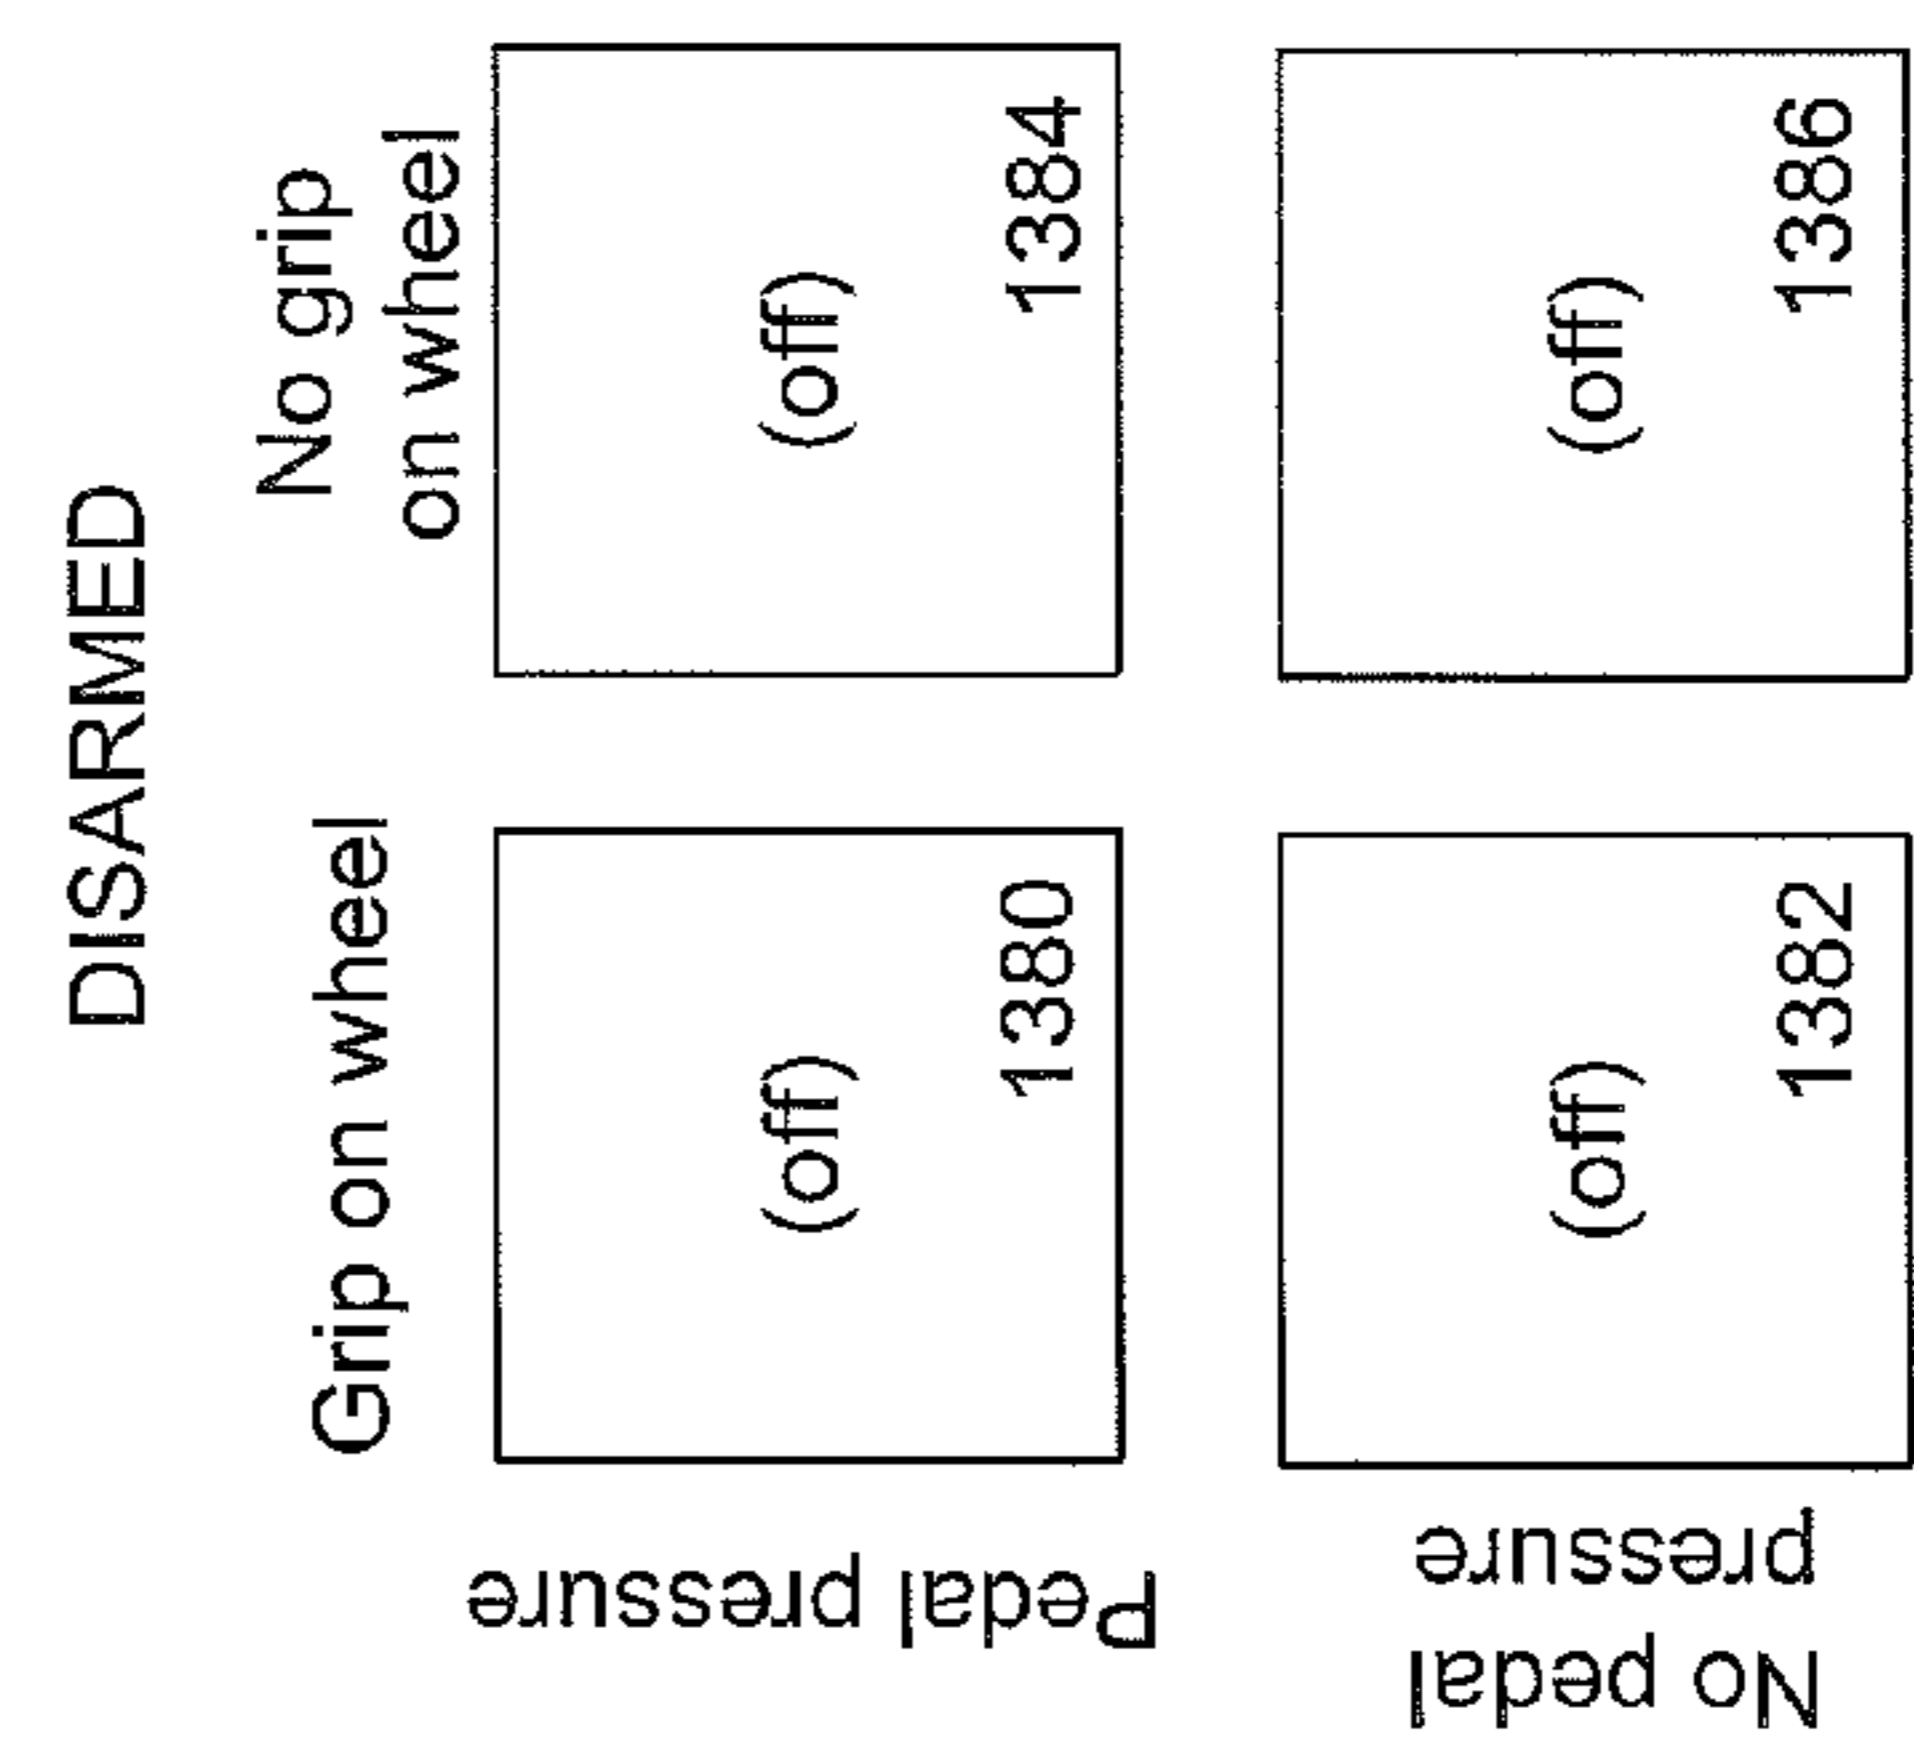 DISARMED
Grip on wheel
No grip
on wheel
Pedal pressure
(off)
1380
(off)
1384
No pedal
pressure
(off)
1382
(off)
1386